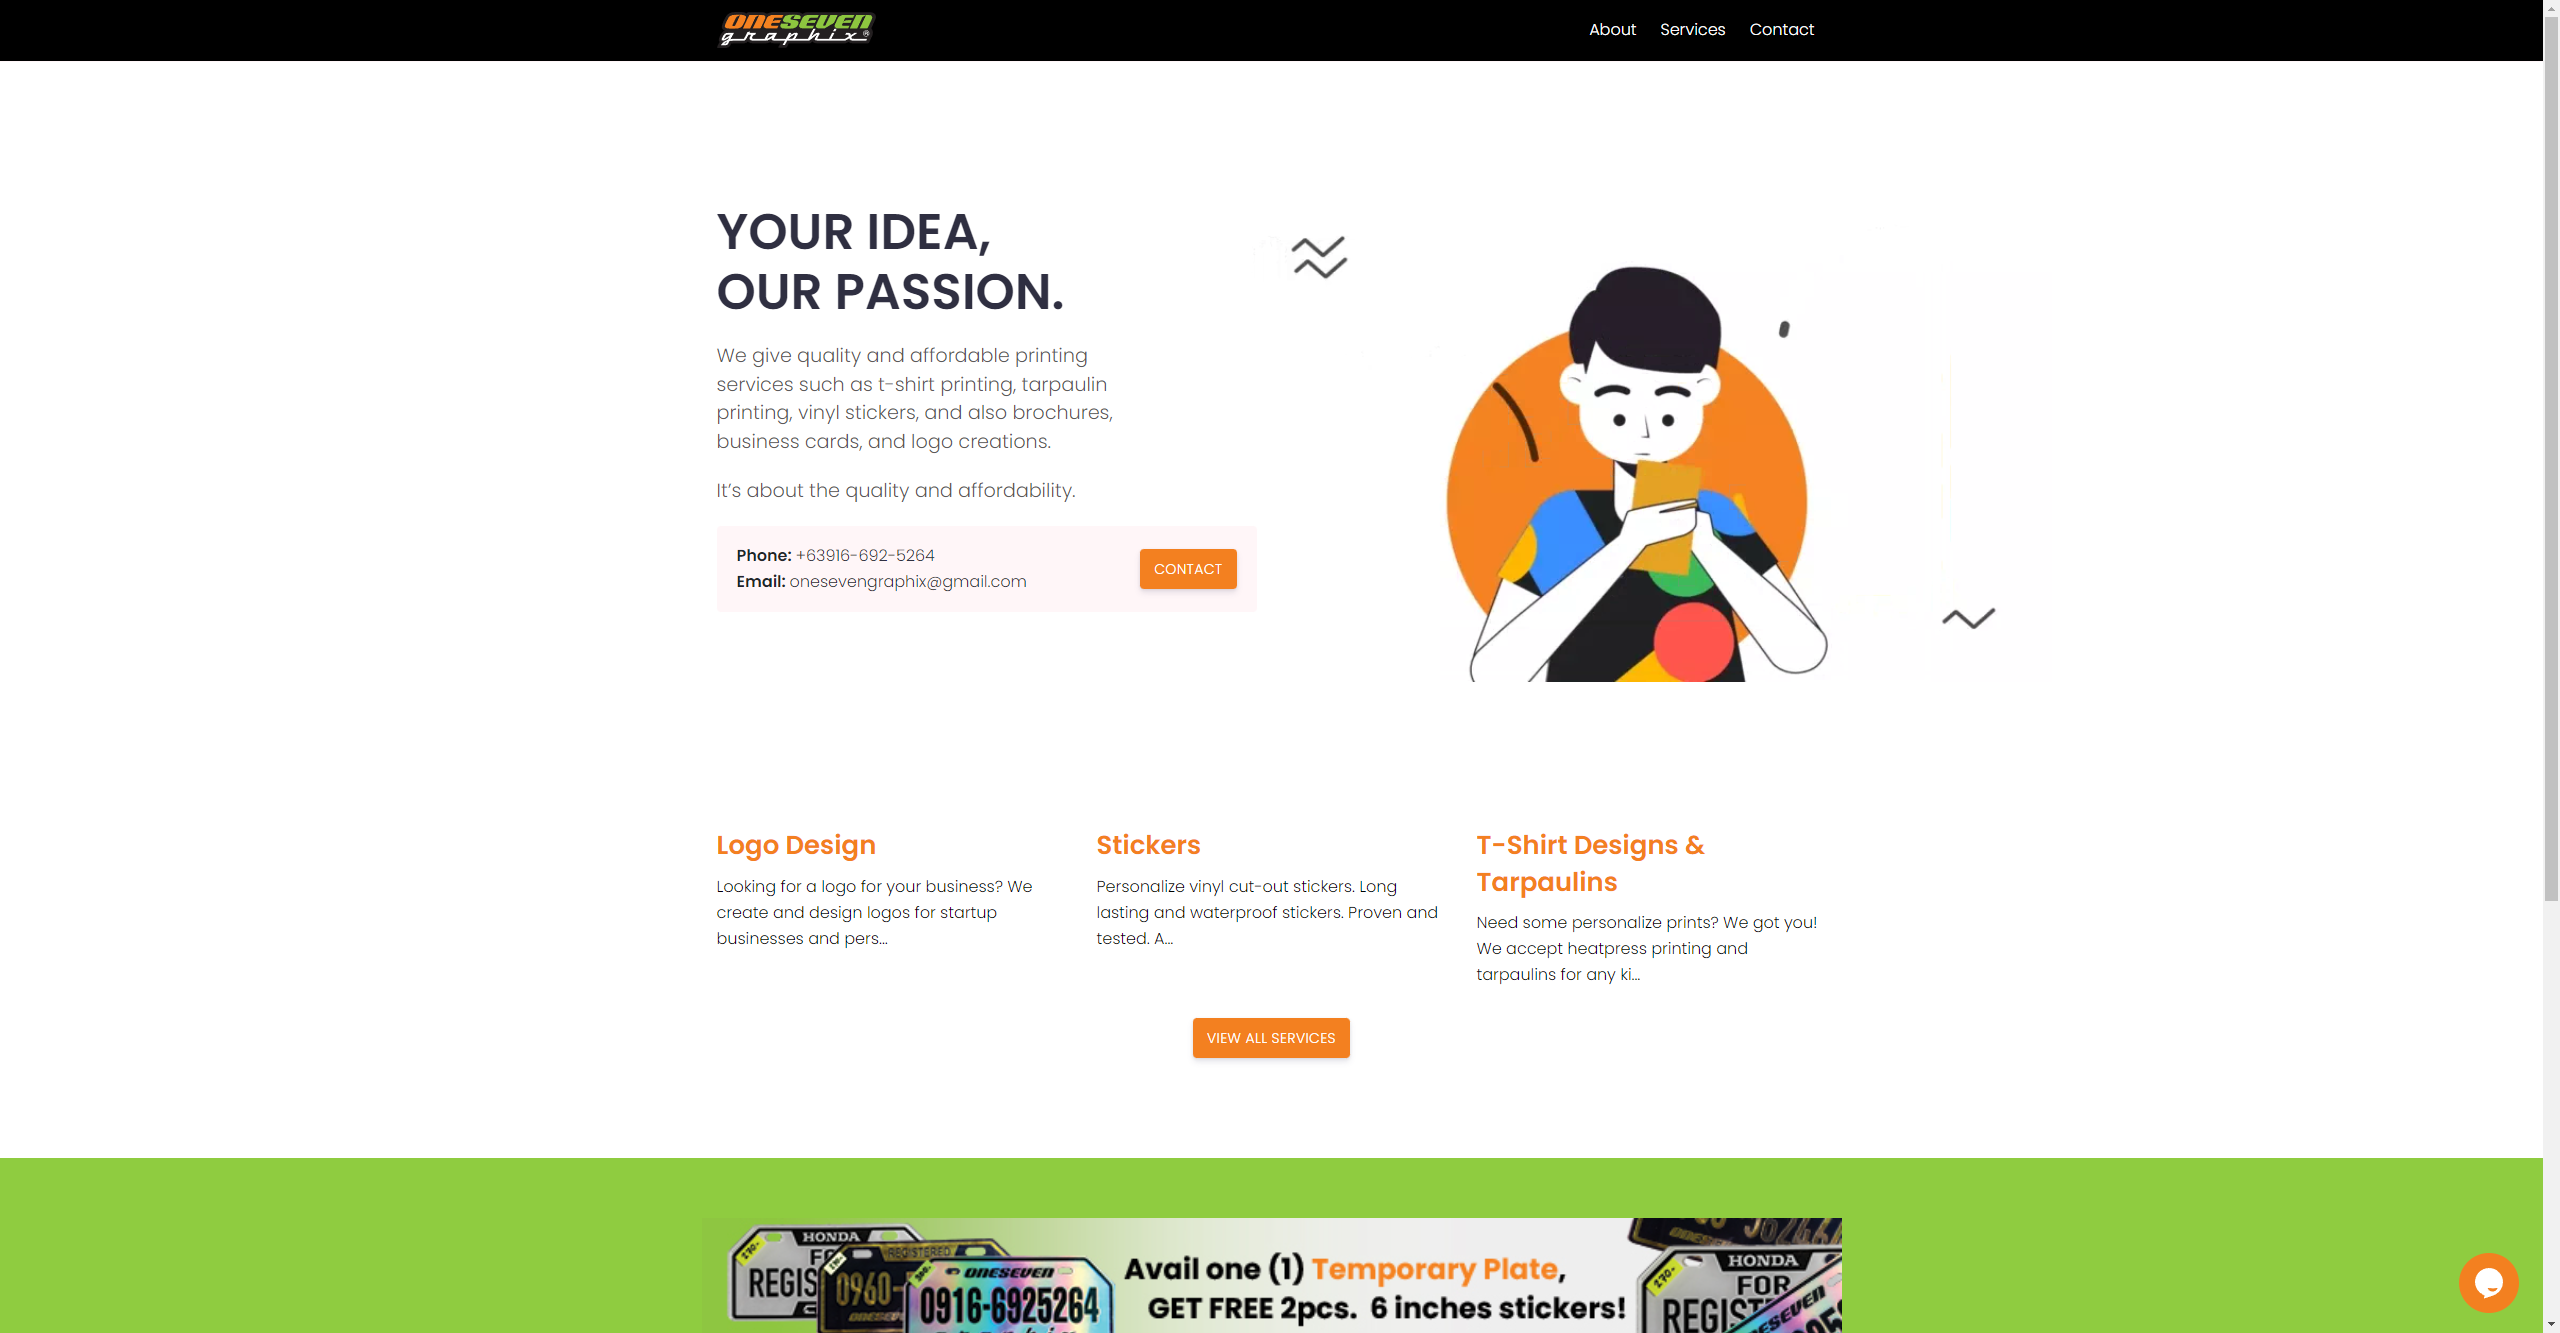 ONESEVEN
graphix®
About Services Contact
YOUR IDEA,
OUR PASSION.
We give quality and affordable printing
services such as t-shirt printing, tarpaulin
printing, vinyl stickers, and also brochures,
business cards, and logo creations.
It's about the quality and affordability.
Phone: +63916-692-5264
Email: onesevengraphix@gmail.com
CONTACT
Logo Design
Looking for a logo for your business? We
create and design logos for startup
businesses and pers...
Stickers
Personalize vinyl cut-out stickers. Long
lasting and waterproof stickers. Proven and
tested. A...
T-Shirt Designs &
Tarpaulins
Need some personalize prints? We got you!
We accept heatpress printing and
tarpaulins for any ki...
VIEW ALL SERVICES
HONDA
REGIS
REGISTERED
0960-
ONESEVEN
0916-6925264
Avail one (1) Temporary Plate,
GET FREE 2pcs. 6 inches stickers!
HONDA
FOR
REGIST
ONESEVEN